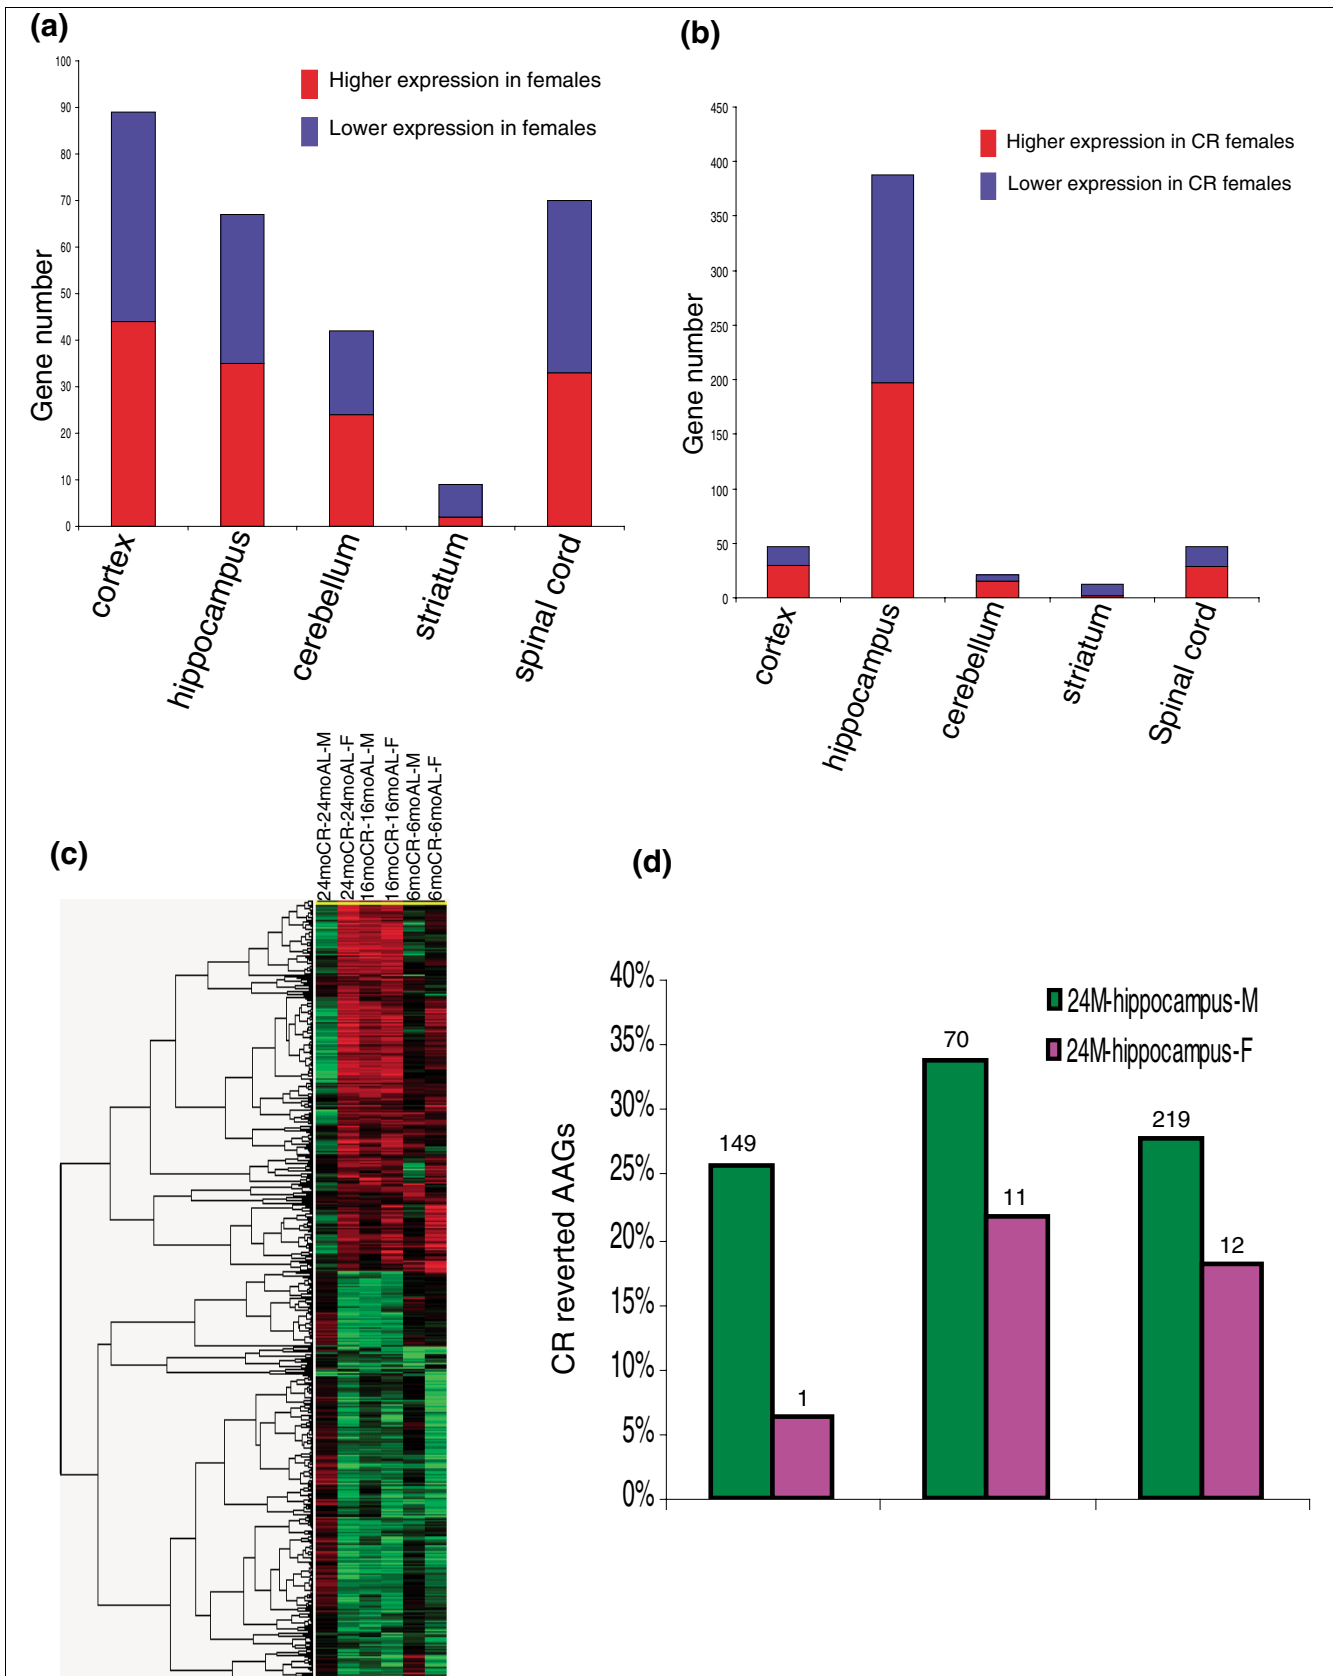 (a)
Higher expression in females
Lower expression in females
100
90
80
70
60
50
40
30
20
10
0
Gene number
cortex
hippocampus
cerebellum
striatum
spinal cord
(b)
Higher expression in CR females
Lower expression in CR females
450
400
350
300
250
200
150
100
50
0
Gene number
cortex
hippocampus
cerebellum
striatum
Spinal cord
(c)
24moCR-24moAL-M
24moCR-24moAL-F
16moCR-16moAL-M
16moCR-16moAL-F
6moCR-6moAL-M
6moCR-6moAL-F
(d)
24M-hippocampus-M
24M-hippocampus-F
40%
35%
30%
25%
20%
15%
10%
5%
0%
CR reverted AAGs
149
1
70
11
219
12